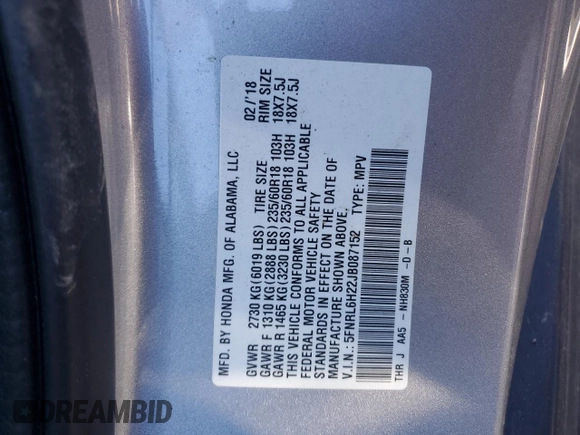 MFD. BY HONDA MFG. OF ALABAMA, LLC 02/'18
GVWR 2730 KG(6019 LBS) TIRE SIZE RIM SIZE
GAWR F 1310 KG(2888 LBS)235/60R18 103H 18X7.5J
GAWR R 1465 KG(3230 LBS)235/60R18 103H 18X7.5J
THIS VEHICLE CONFORMS TO ALL APPLICABLE
FEDERAL MOTOR VEHICLE SAFETY
STANDARDS IN EFFECT ON THE DATE OF
MANUFACTURE SHOWN ABOVE.
V.I.N.: 5FNRL6H22JB087152 TYPE: MPV
THR J AA5 - NH830M -D -B
DREAMBID